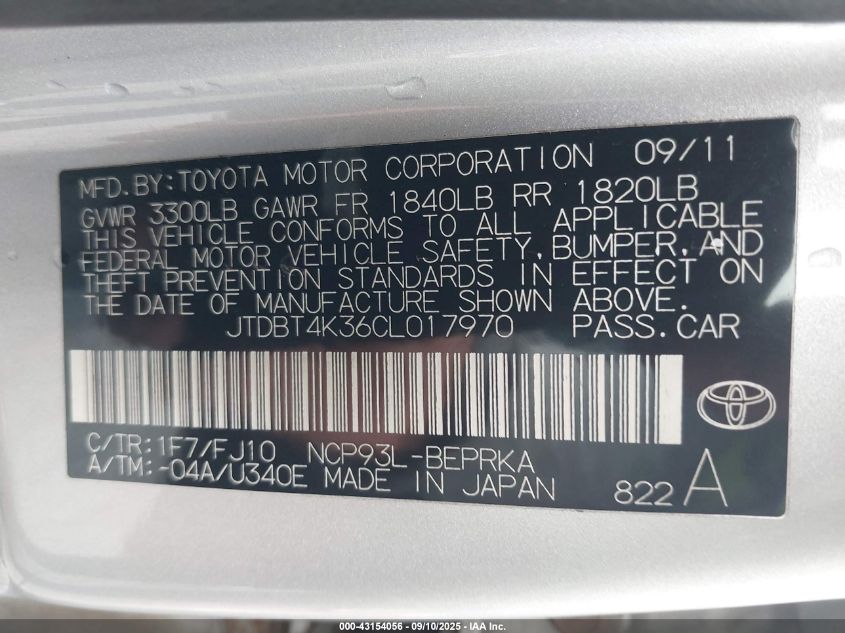 MFD. BY: TOYOTA MOTOR CORPORATION 09/11
GVWR 3300LB GAWR FR 1840LB RR 1820LB
THIS VEHICLE CONFORMS TO ALL APPLICABLE
FEDERAL MOTOR VEHICLE SAFETY, BUMPER, AND
THEFT PREVENTION STANDARDS IN EFFECT ON
THE DATE OF MANUFACTURE SHOWN ABOVE.
JTDBT4K36CL017970 PASS. CAR
C/TR: 1F7/FJ10 NCP93L-BEPRKA
A/TM: -04A/U340E MADE IN JAPAN 822 A
000-43154056 - 09/10/2025 - IAA Inc.